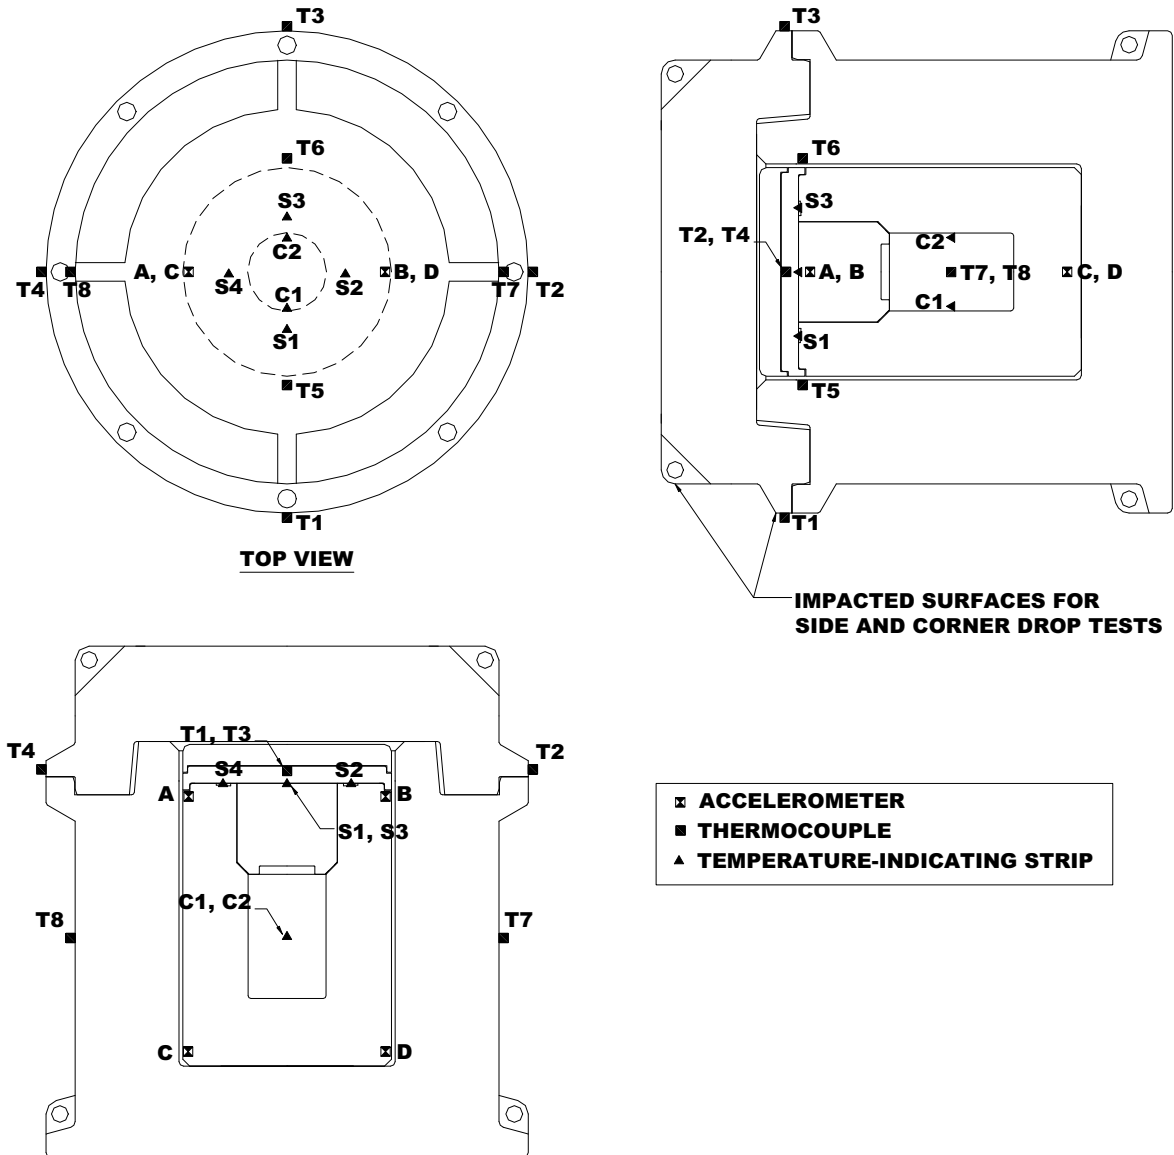 T3
T6
S3
C2
A, C
B, D
S4
S2
T4
T8
T7
T2
C1
S1
T5
T1
TOP VIEW
T3
T6
S3
T2, T4
C2
A, B
T7, T8
C, D
C1
S1
T5
T1
IMPACTED SURFACES FOR
SIDE AND CORNER DROP TESTS
T1, T3
T4
T2
S4
S2
A
B
S1, S3
C1, C2
T8
T7
C
D
ACCELEROMETER
THERMOCOUPLE
TEMPERATURE-INDICATING STRIP